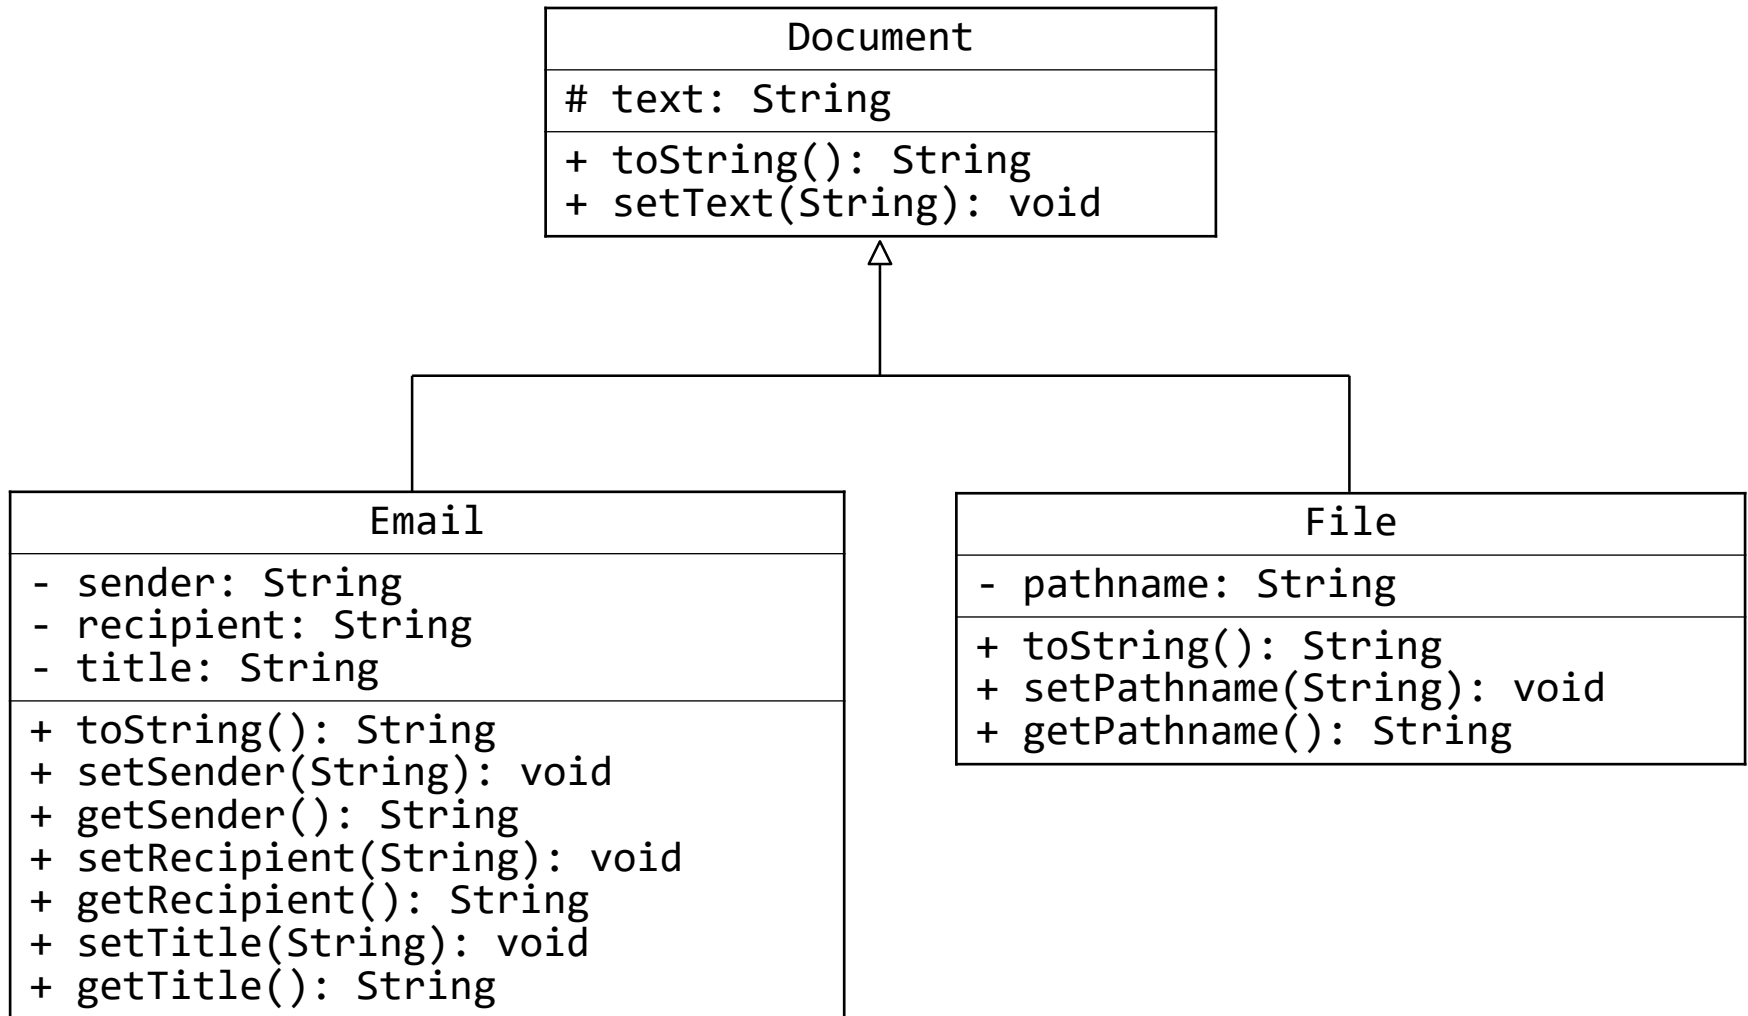 Document
# text: String
+ toString(): String
+ setText(String): void
Email
- sender: String
- recipient: String
- title: String
+ toString(): String
+ setSender(String): void
+ getSender(): String
+ setRecipient(String): void
+ getRecipient(): String
+ setTitle(String): void
+ getTitle(): String
File
- pathname: String
+ toString(): String
+ setPathname(String): void
+ getPathname(): String